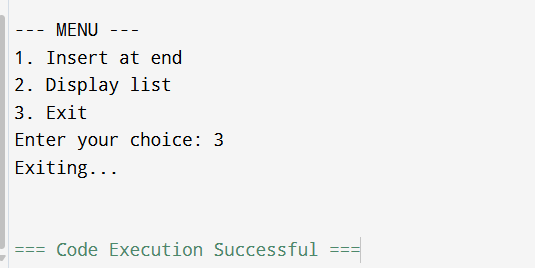 --- MENU ---
1. Insert at end
2. Display list
3. Exit
Enter your choice: 3
Exiting...
=== Code Execution Successful ===